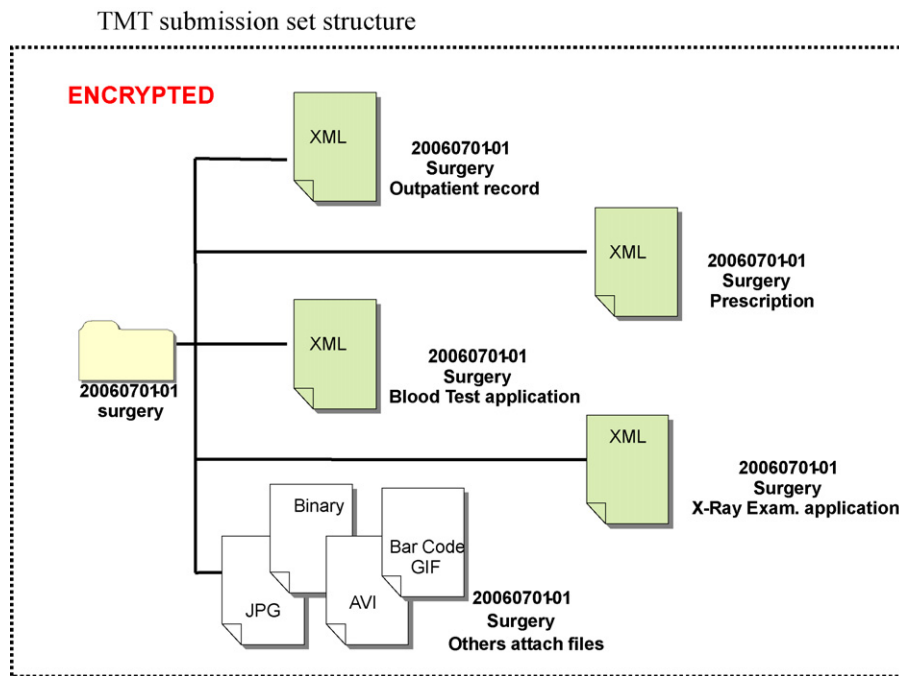 TMT submission set structure
ENCRYPTED
XML
20060701-01
Surgery
Outpatient record
XML
20060701-01
Surgery
Prescription
XML
20060701-01
Surgery
Blood Test application
20060701-01
surgery
XML
20060701-01
Surgery
X-Ray Exam. application
Binary
Bar Code
GIF
JPG
AVI
20060701-01
Surgery
Others attach files